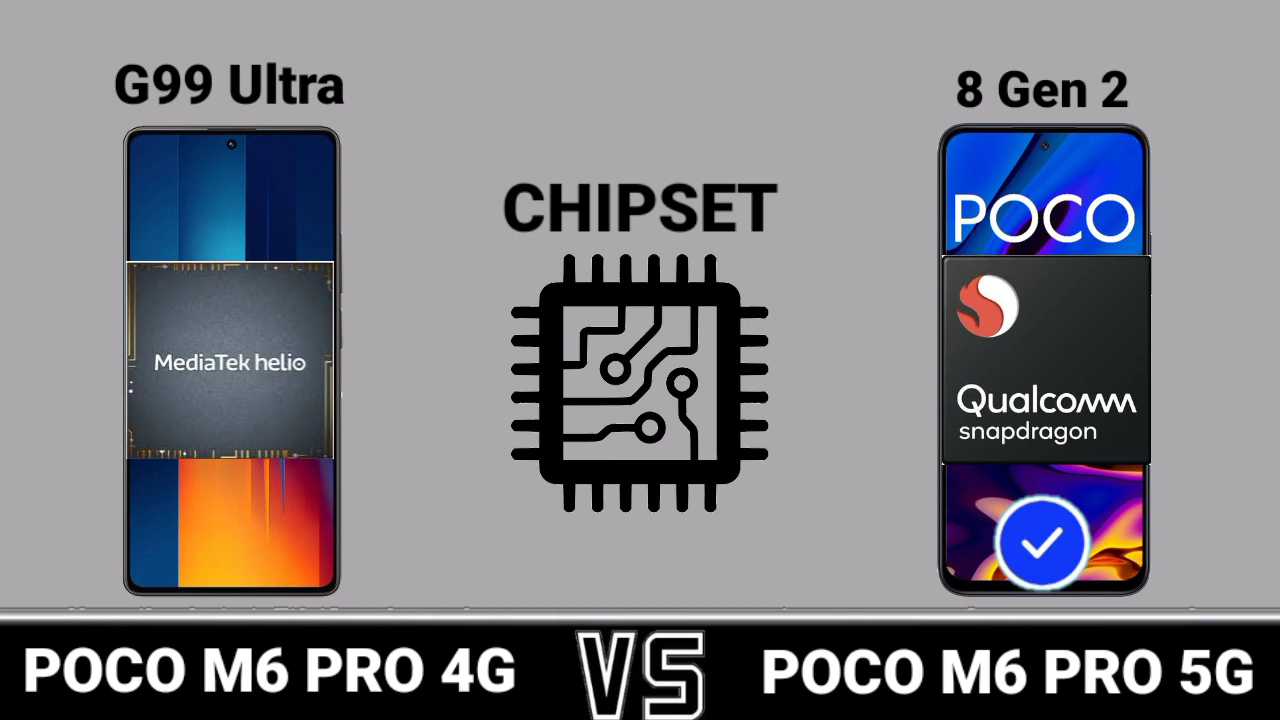 G99 Ultra
8 Gen 2
CHIPSET
POCO
MediaTek helio
Qualcomm
snapdragon
POCO M6 PRO 4G
VS
POCO M6 PRO 5G